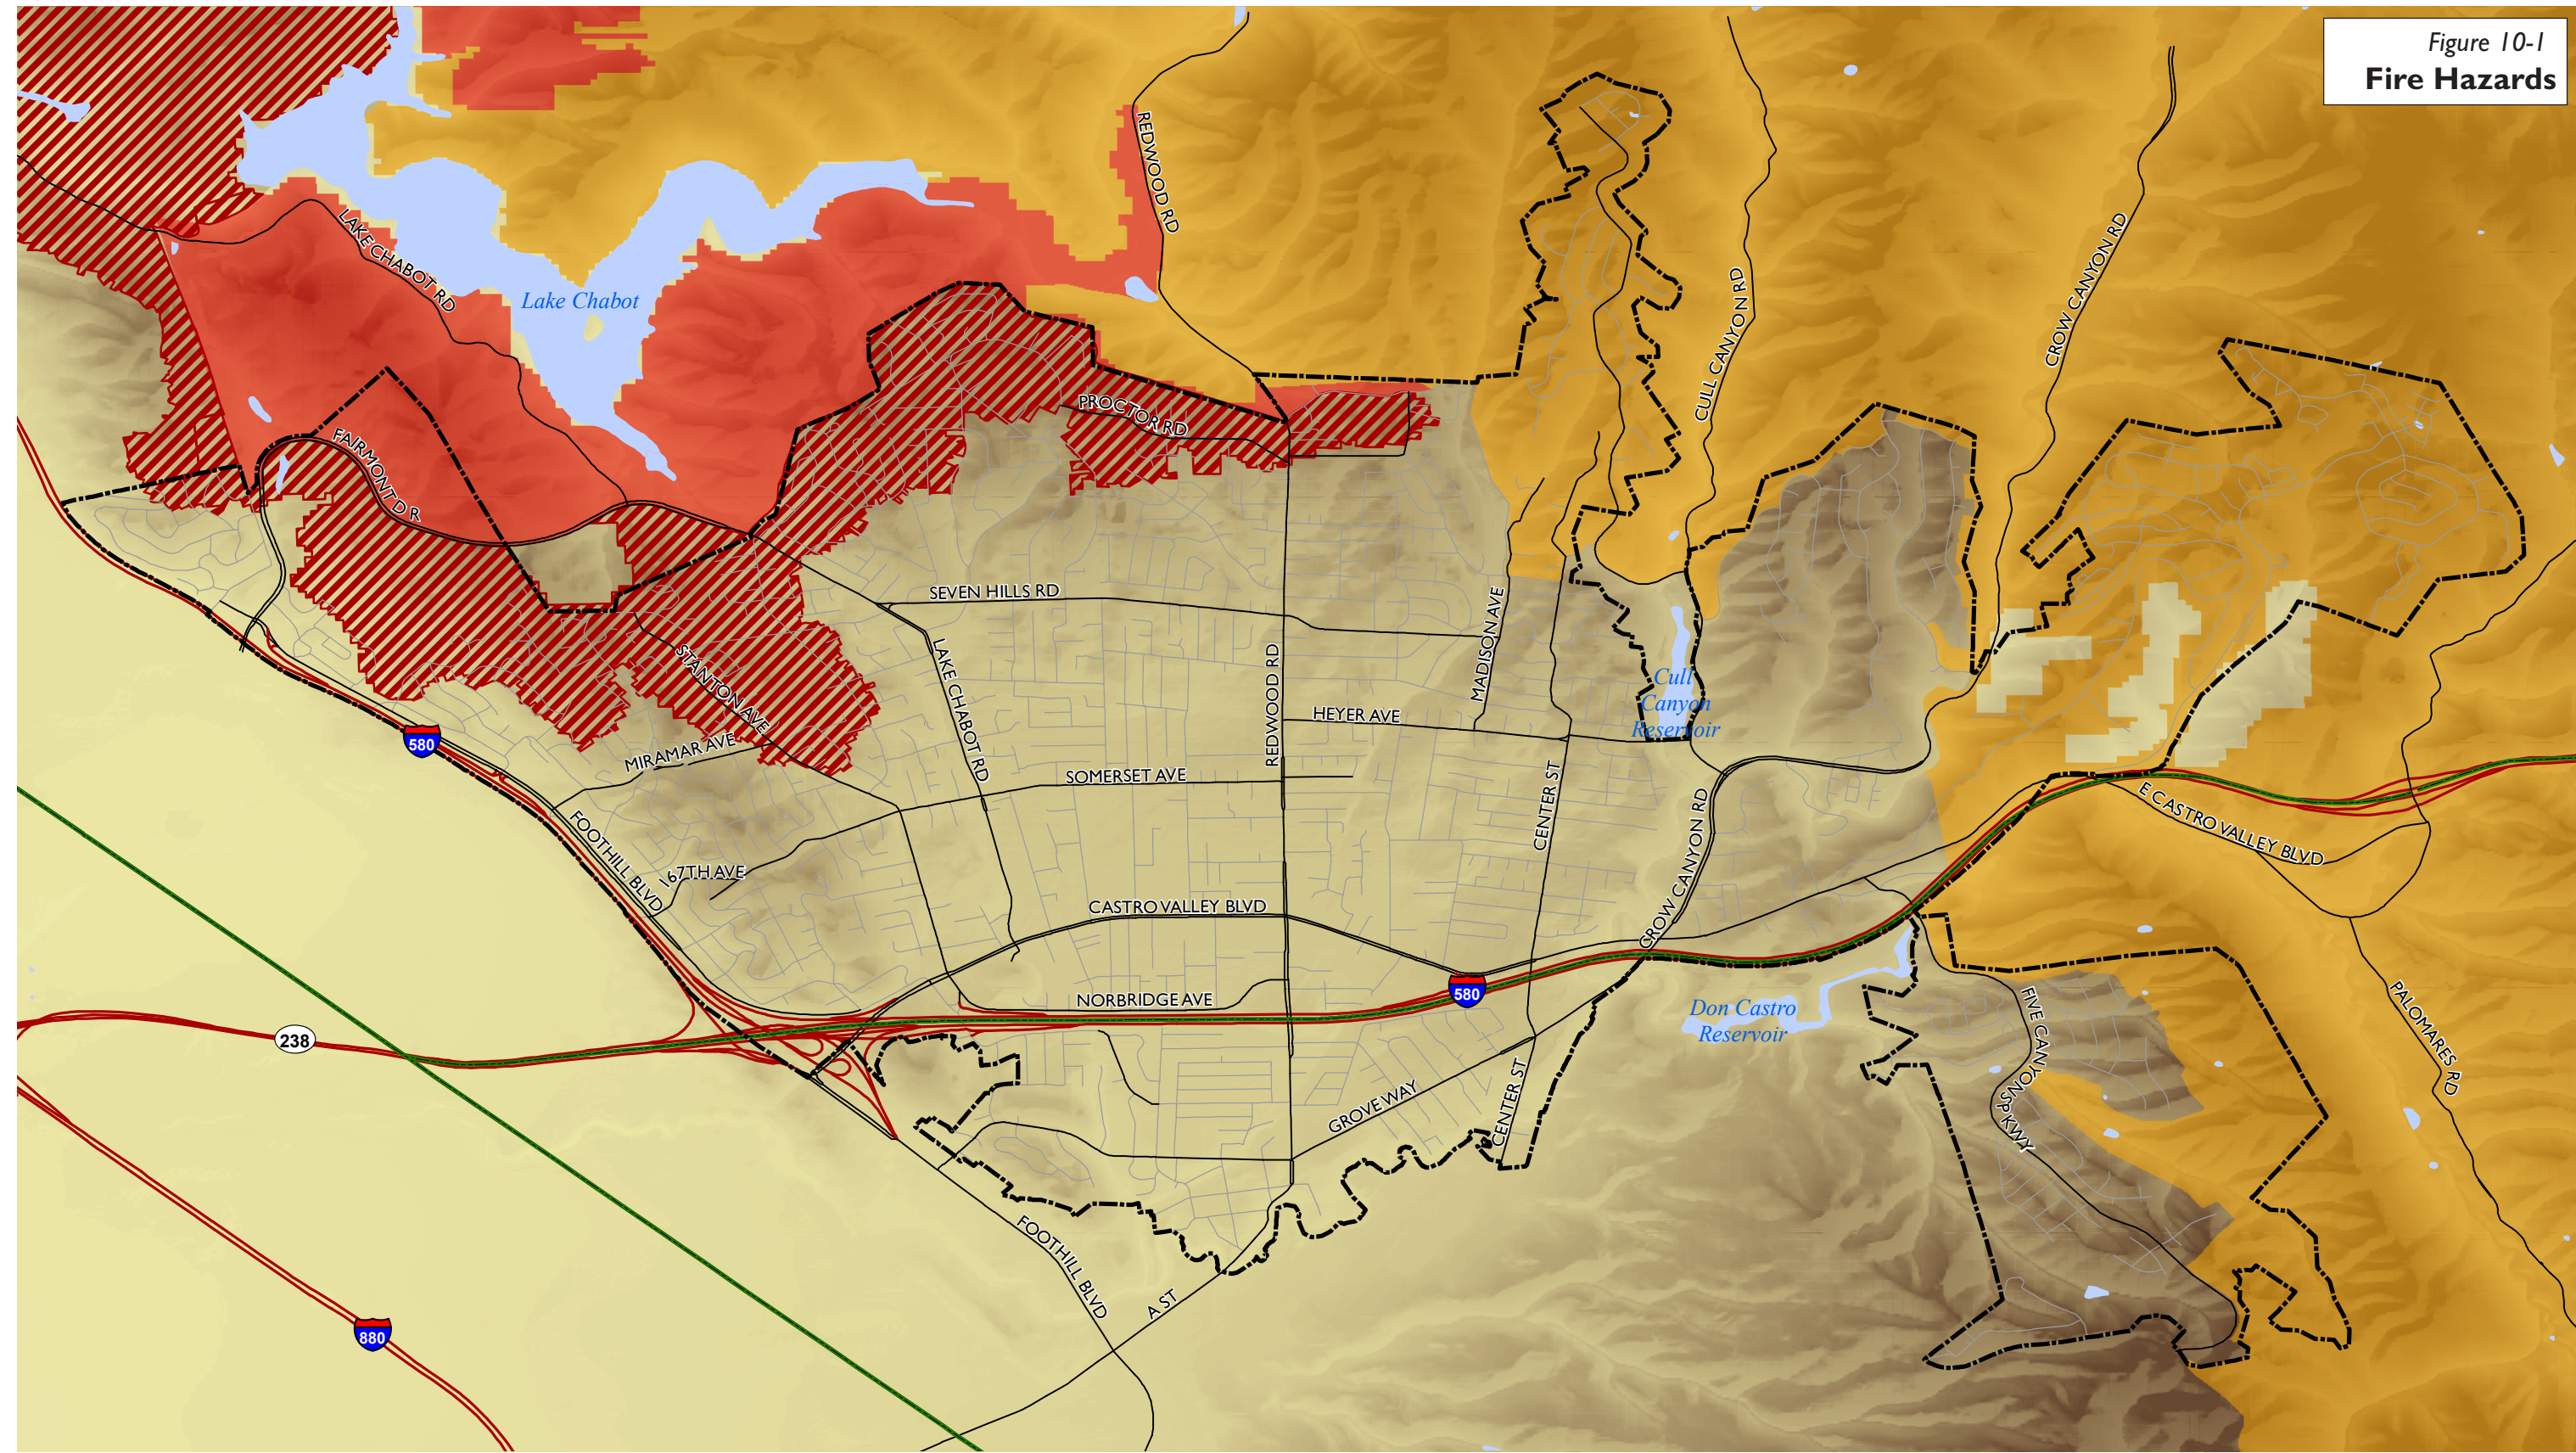 Figure 10-1
Fire Hazards
REDWOOD RD
LAKE CHABOT RD
Lake Chabot
CULL CANYON RD
CROW CANYON RD
PROCTOR RD
FAIRMONT DR
SEVEN HILLS RD
MADISON AVE
STANTON AVE
LAKE CHABOT RD
REDWOOD RD
HEYER AVE
Cull
Canyon
Reservoir
580
MIRAMAR AVE
SOMERSET AVE
CENTER ST
CROW CANYON RD
E CASTRO VALLEY BLVD
FOOTHILL BLVD
167TH AVE
CASTRO VALLEY BLVD
580
NORBRIDGE AVE
Don Castro
Reservoir
FIVE CANYONS PKWY
PALOMARES RD
238
GROVE WAY
CENTER ST
FOOTHILL BLVD
A ST
880